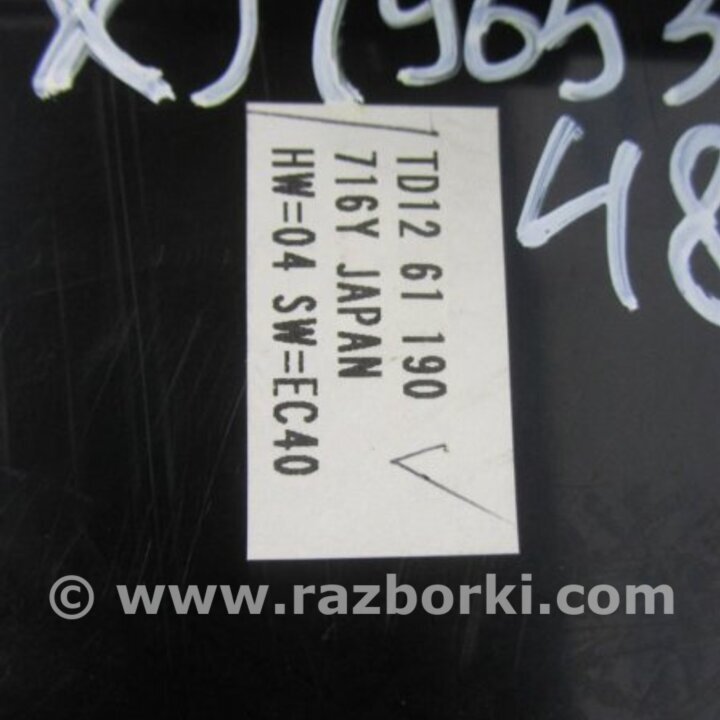 TD12 61 190
716Y JAPAN
HW=04 SW=EC40
48
© www.razborki.com